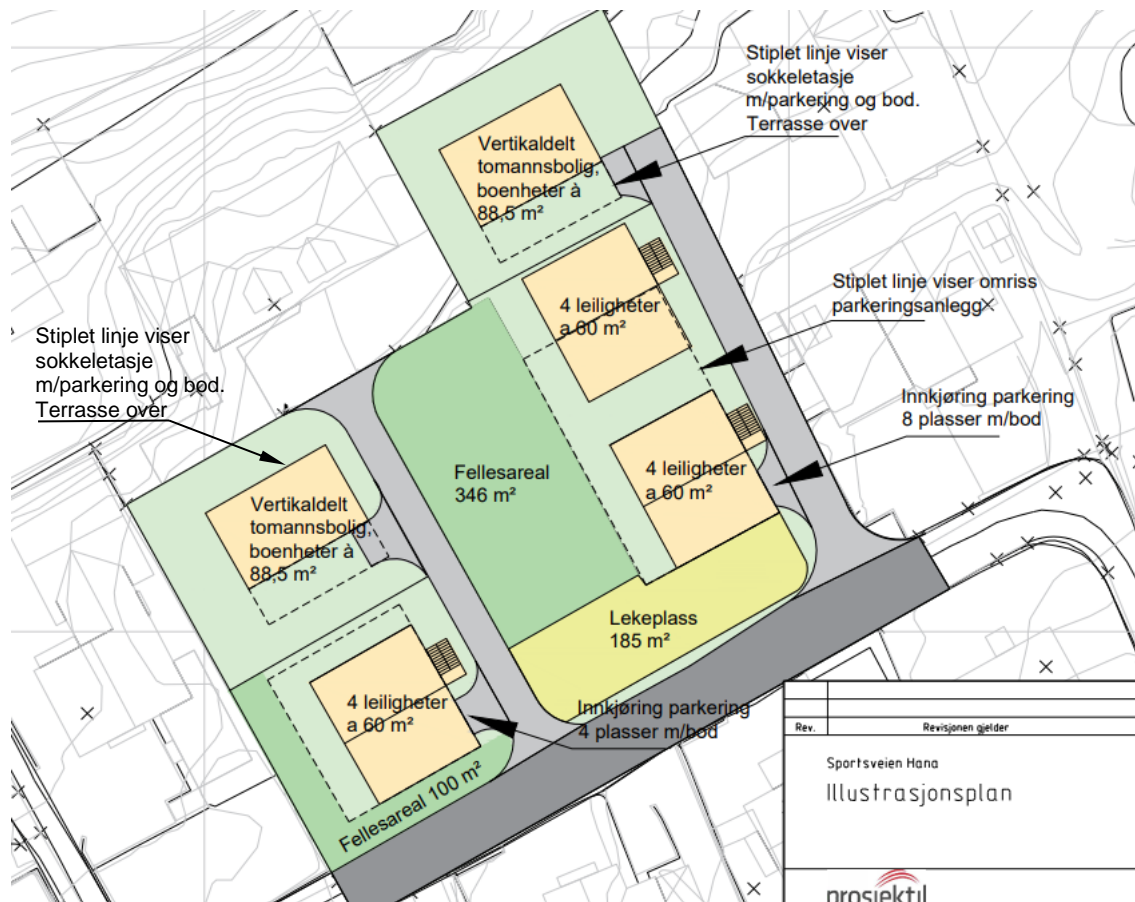 Stiplet linje viser
sokkeletasje
m/parkering og bod.
Terrasse over
Vertikaldelt
tomannsbolig,
boenheter à
88,5 m²
4 leiligheter
a 60 m²
Stiplet linje viser omriss
parkeringsanlegg
Stiplet linje viser
sokkeletasje
m/parkering og bød.
Terrasse over
Innkjøring parkering
8 plasser m/bod
Fellesareal
346 m²
4 leiligheter
a 60 m²
Vertikaldelt
tomannsbolig,
boenheter à
88,5 m²
Lekeplass
185 m²
4 leiligheter
a 60 m²
Innkjøring parkering
4 plasser m/bod
Fellesareal 100 m²
Rev.
Revisjonen gjelder
Sportsveien Hana
Illustrasjonsplan
prosjektil